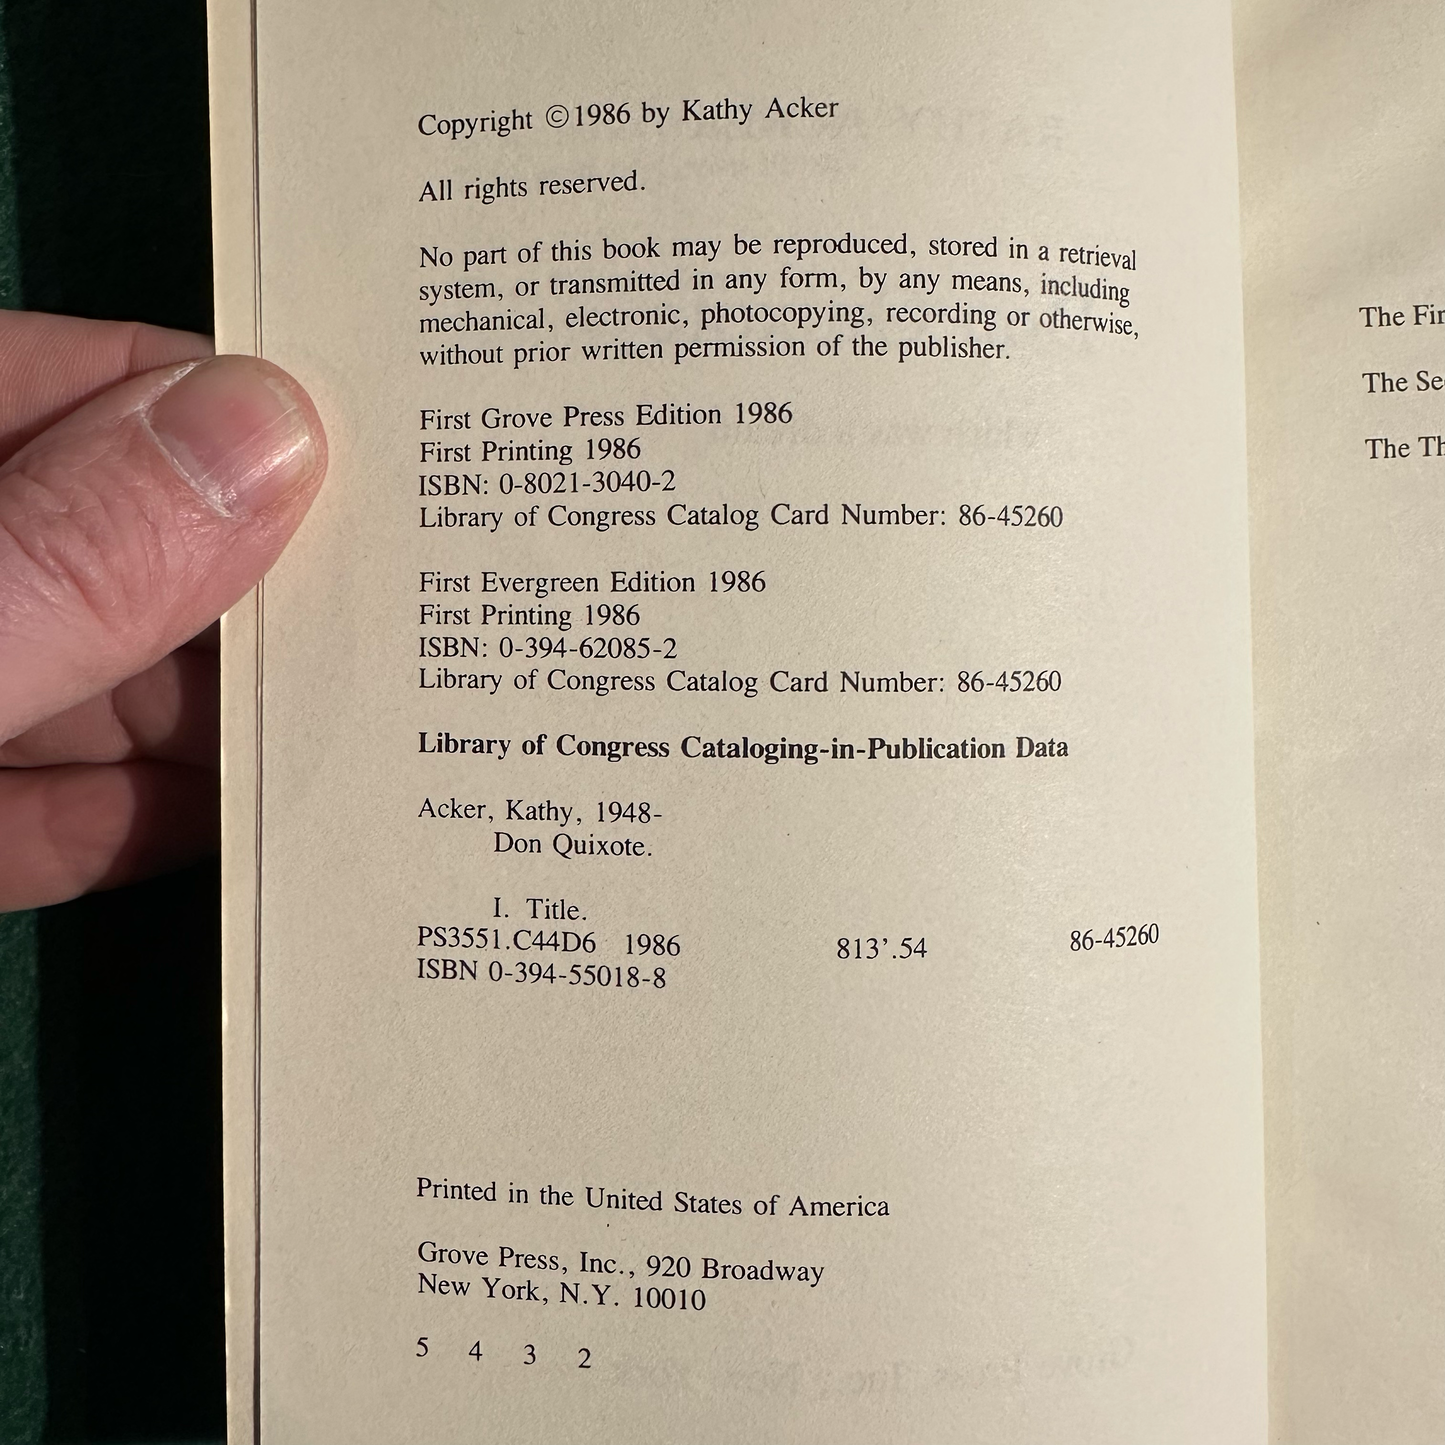 Copyright ©1986 by Kathy Acker
All rights reserved.
No part of this book may be reproduced, stored in a retrieval
system, or transmitted in any form, by any means, including
mechanical, electronic, photocopying, recording or otherwise,
without prior written permission of the publisher.
First Grove Press Edition 1986
First Printing 1986
ISBN: 0-8021-3040-2
Library of Congress Catalog Card Number: 86-45260
First Evergreen Edition 1986
First Printing 1986
ISBN: 0-394-62085-2
Library of Congress Catalog Card Number: 86-45260
Library of Congress Cataloging-in-Publication Data
Acker, Kathy, 1948-
Don Quixote.
I. Title.
PS3551.C44D6 1986 813’.54 86-45260
ISBN 0-394-55018-8
Printed in the United States of America
Grove Press, Inc., 920 Broadway
New York, N.Y. 10010
5 4 3 2
The
The
The